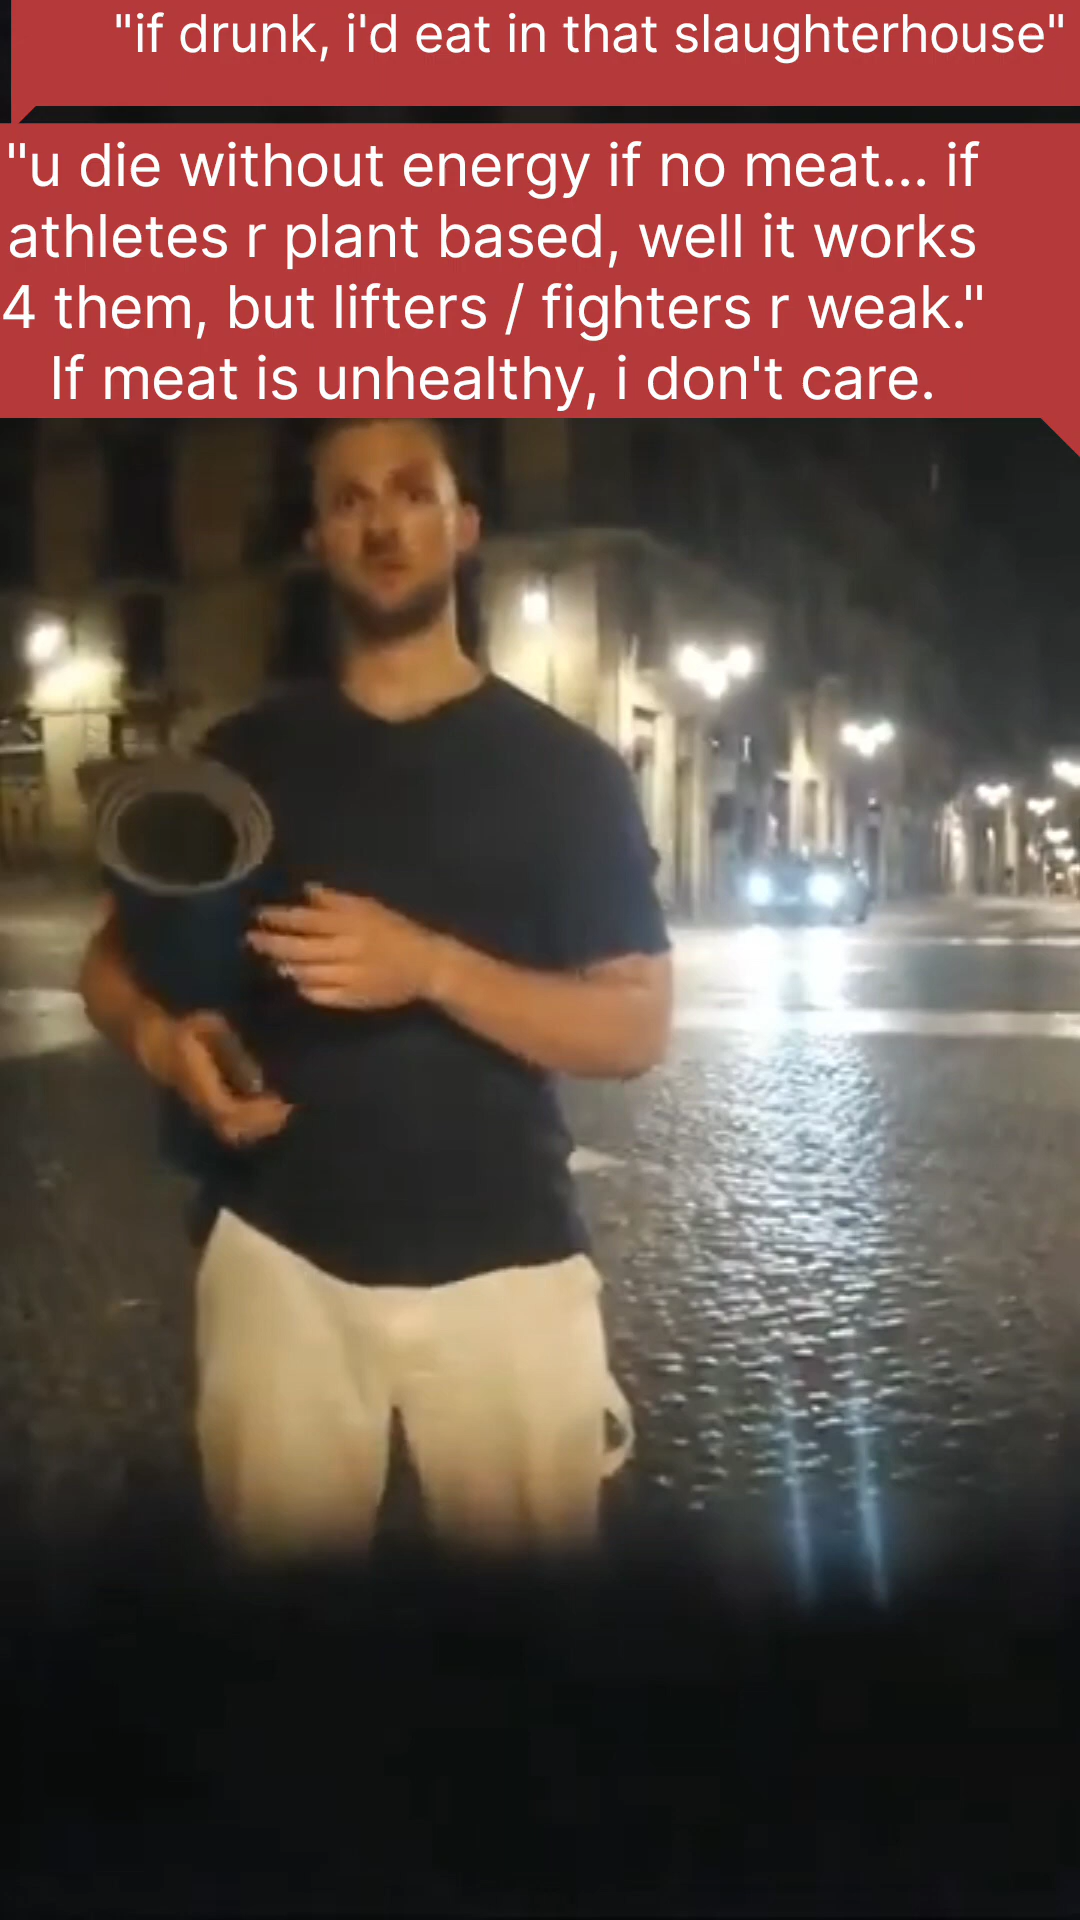 "if drunk, i'd eat in that slaughterhouse"
"u die without energy if no meat... if
athletes r plant based, well it works
4 them, but lifters / fighters r weak."
If meat is unhealthy, i don't care.